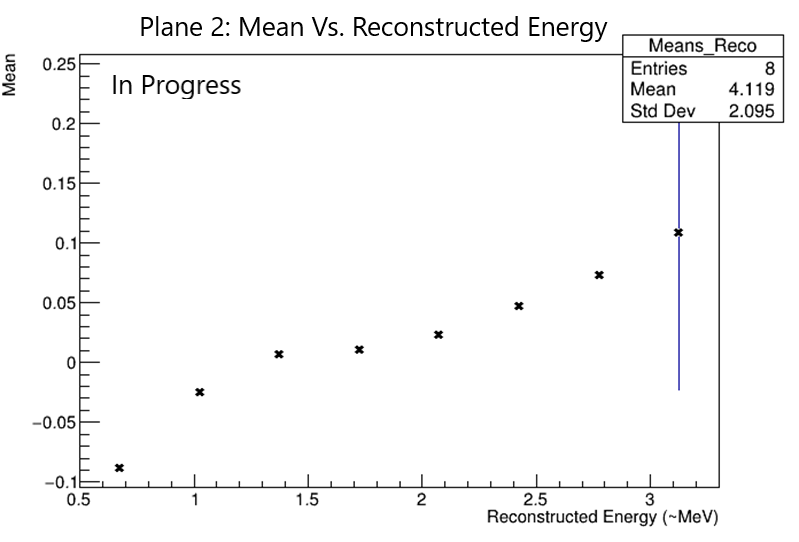 Plane 2: Mean Vs. Reconstructed Energy
Means_Reco
Entries 8
Mean 4.119
Std Dev 2.095
In Progress
Mean
0.25
0.2
0.15
0.1
0.05
0
−0.05
−0.1
0.5 1 1.5 2 2.5 3
Reconstructed Energy (~MeV)